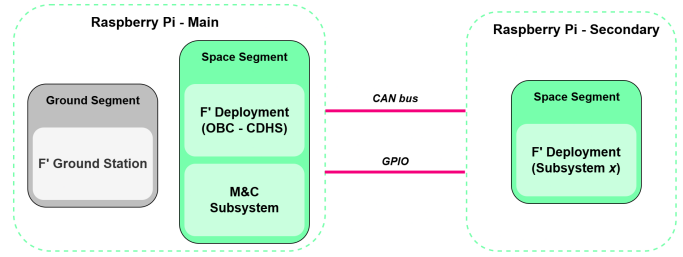 Raspberry Pi - Main
Ground Segment
F' Ground Station
Space Segment
F' Deployment
(OBC - CDHS)
M&C
Subsystem
CAN bus
GPIO
Raspberry Pi - Secondary
Space Segment
F' Deployment
(Subsystem x)